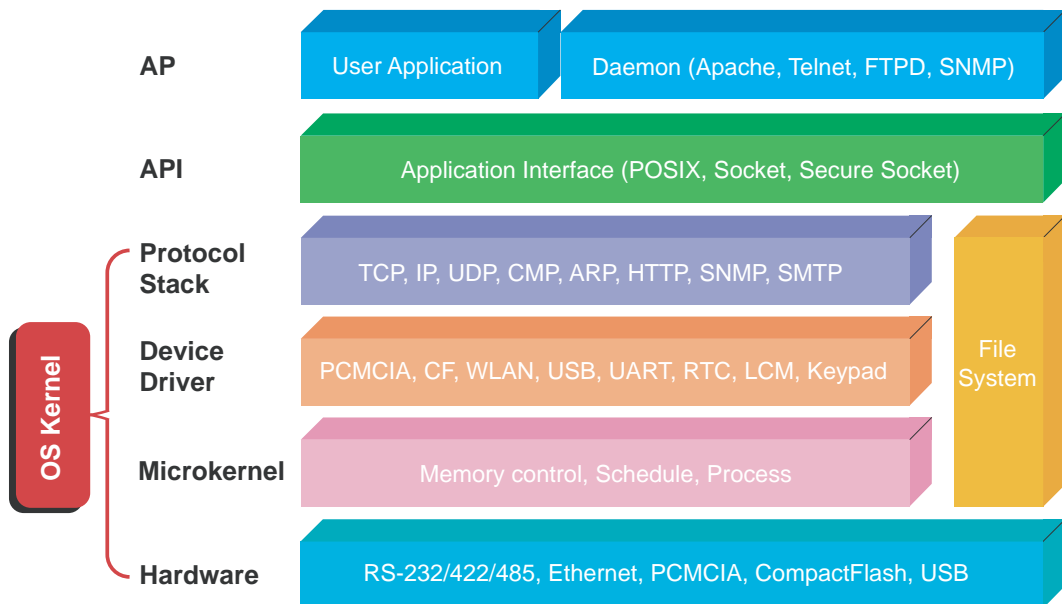 AP
User Application
Daemon (Apache, Telnet, FTPD, SNMP)
API
Application Interface (POSIX, Socket, Secure Socket)
Protocol
Stack
TCP, IP, UDP, CMP, ARP, HTTP, SNMP, SMTP
Device
Driver
PCMCIA, CF, WLAN, USB, UART, RTC, LCM, Keypad
File
System
OS Kernel
Microkernel
Memory control, Schedule, Process
Hardware
RS-232/422/485, Ethernet, PCMCIA, CompactFlash, USB